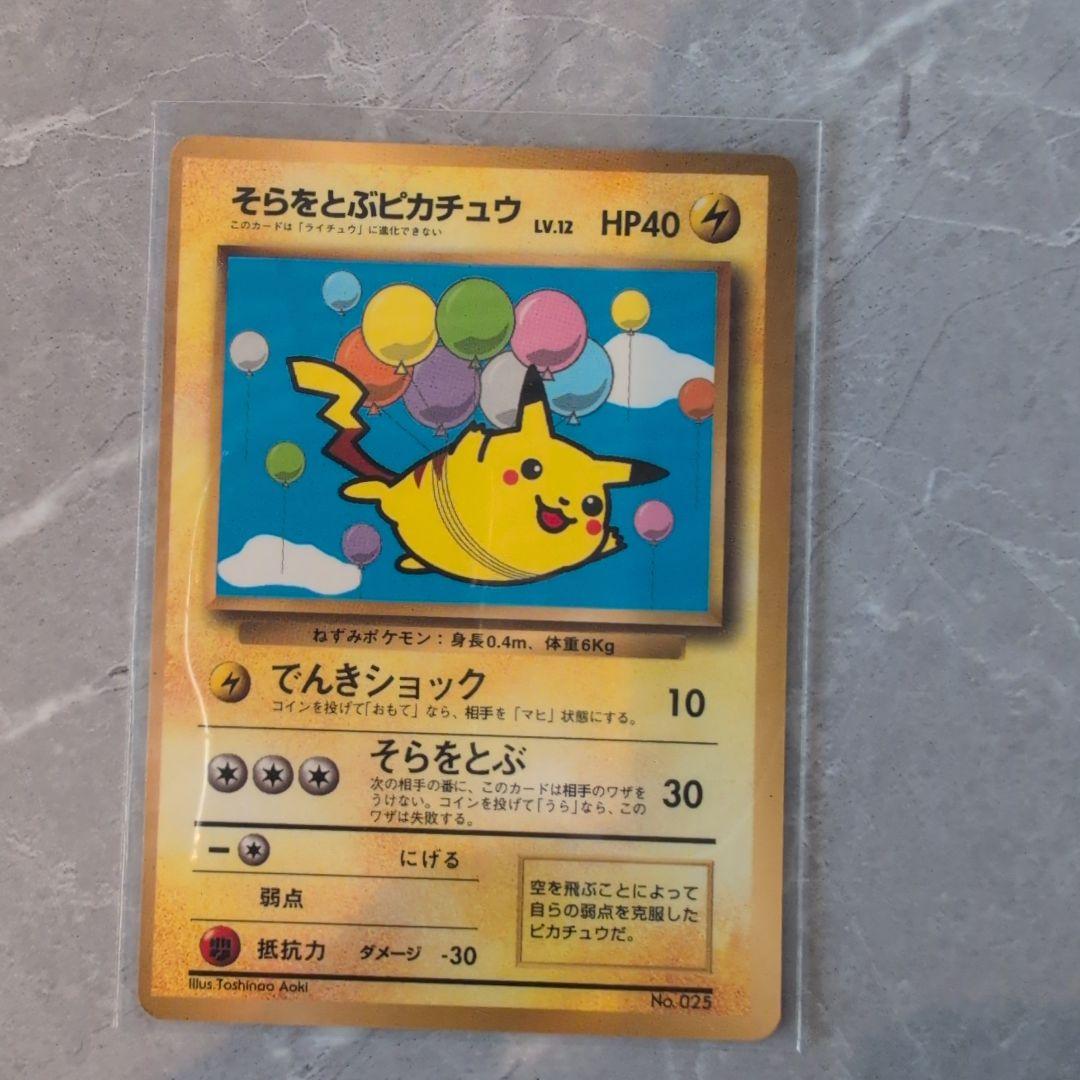 そらをとぶピカチュウ LV.12 HP40
このカードは「ライチュウ」に進化できない
ねずみポケモン：身長0.4m、体重6Kg
でんきショック 10
コインを投げて「おもて」なら、相手を「マヒ」状態にする。
そらをとぶ 30
次の相手の番に、このカードは相手のワザを
うけない。コインを投げて「うら」なら、この
ワザは失敗する。
にげる
弱点
抵抗力 ダメージ -30
空を飛ぶことによって
自らの弱点を克服した
ピカチュウだ。
Illus.Toshinao Aoki
No. 025